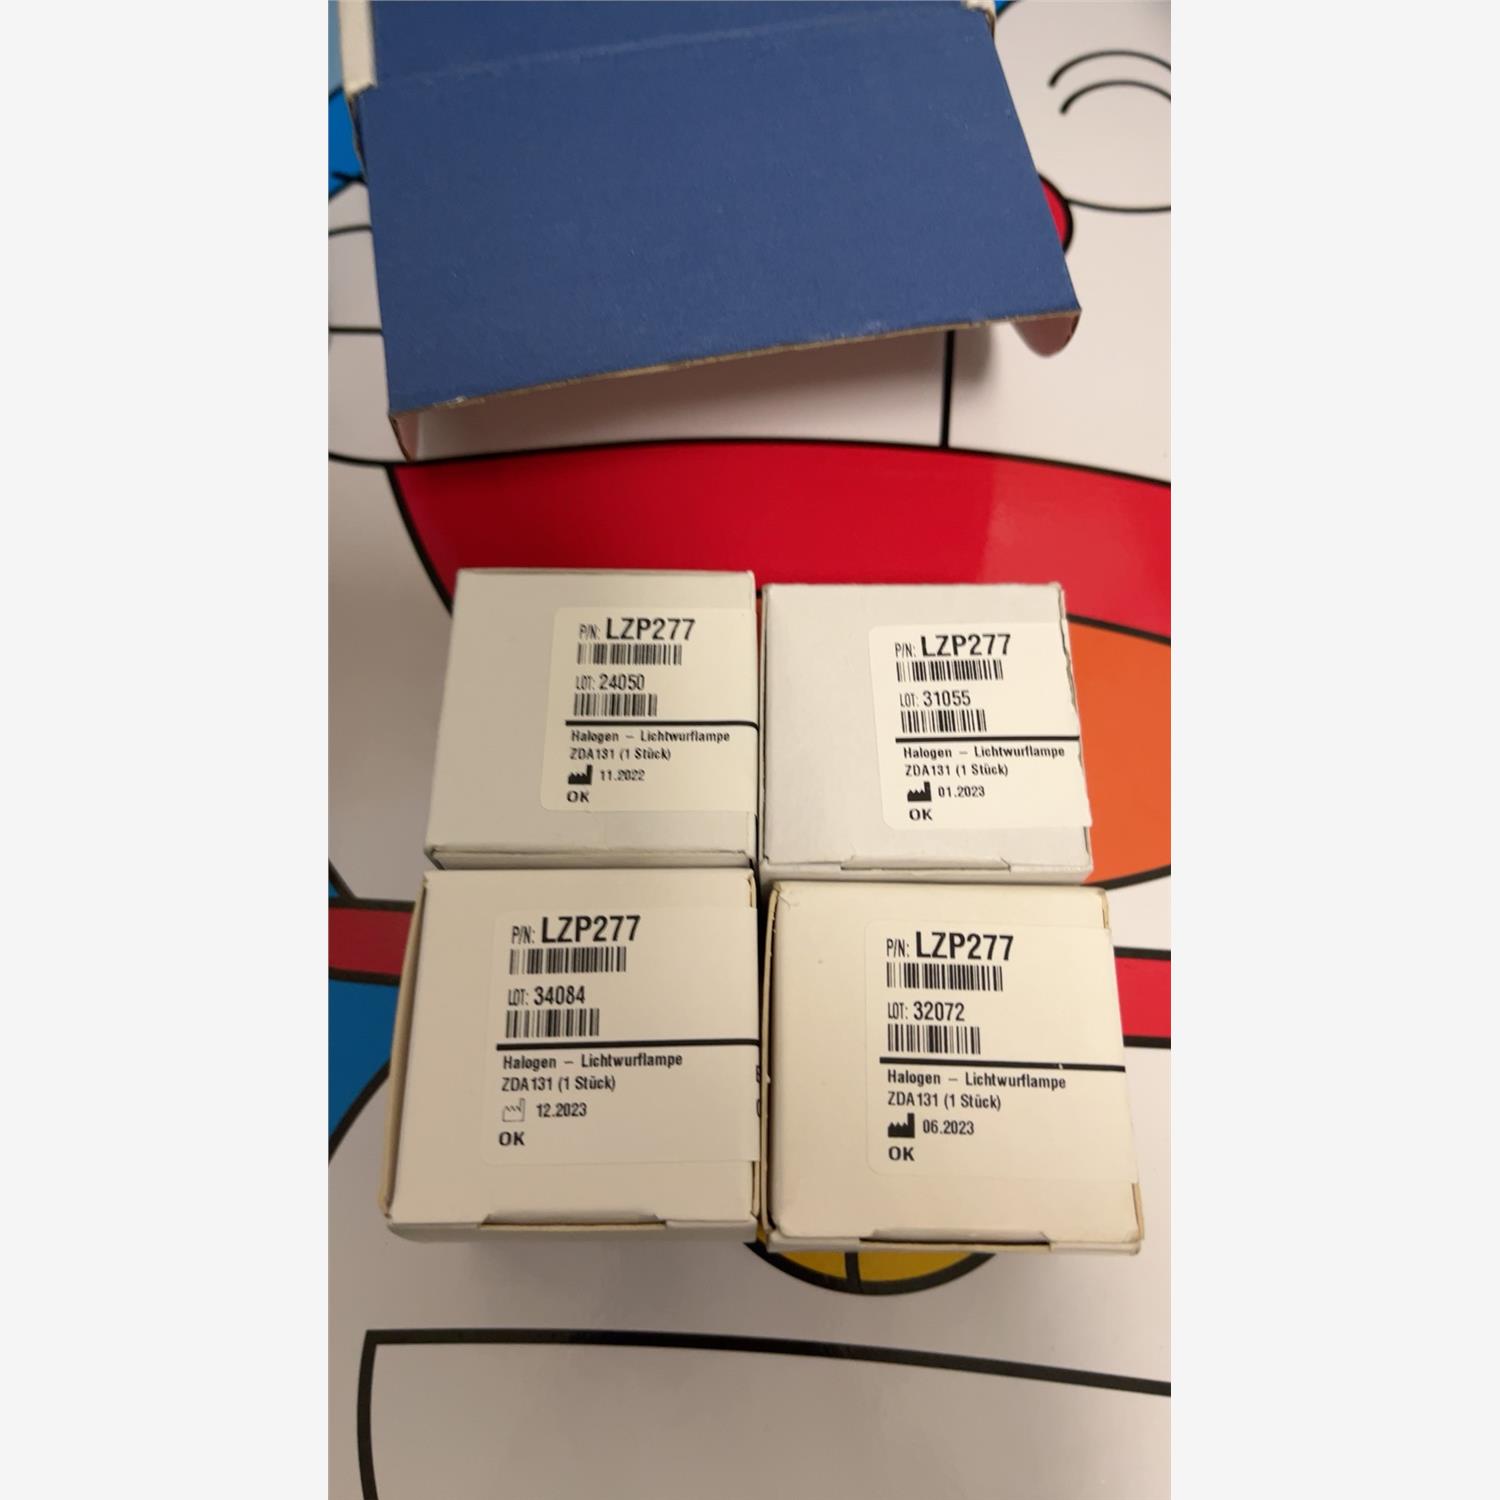 P/N: LZP277
LOT: 24050
Halogen – Lichtwurflampe
ZDA131 (1 Stück)
11.2022
OK
P/N: LZP277
LOT: 31055
Halogen – Lichtwurflampe
ZDA131 (1 Stück)
01.2023
OK
P/N: LZP277
LOT: 34084
Halogen – Lichtwurflampe
ZDA131 (1 Stück)
12.2023
OK
P/N: LZP277
LOT: 32072
Halogen – Lichtwurflampe
ZDA131 (1 Stück)
06.2023
OK